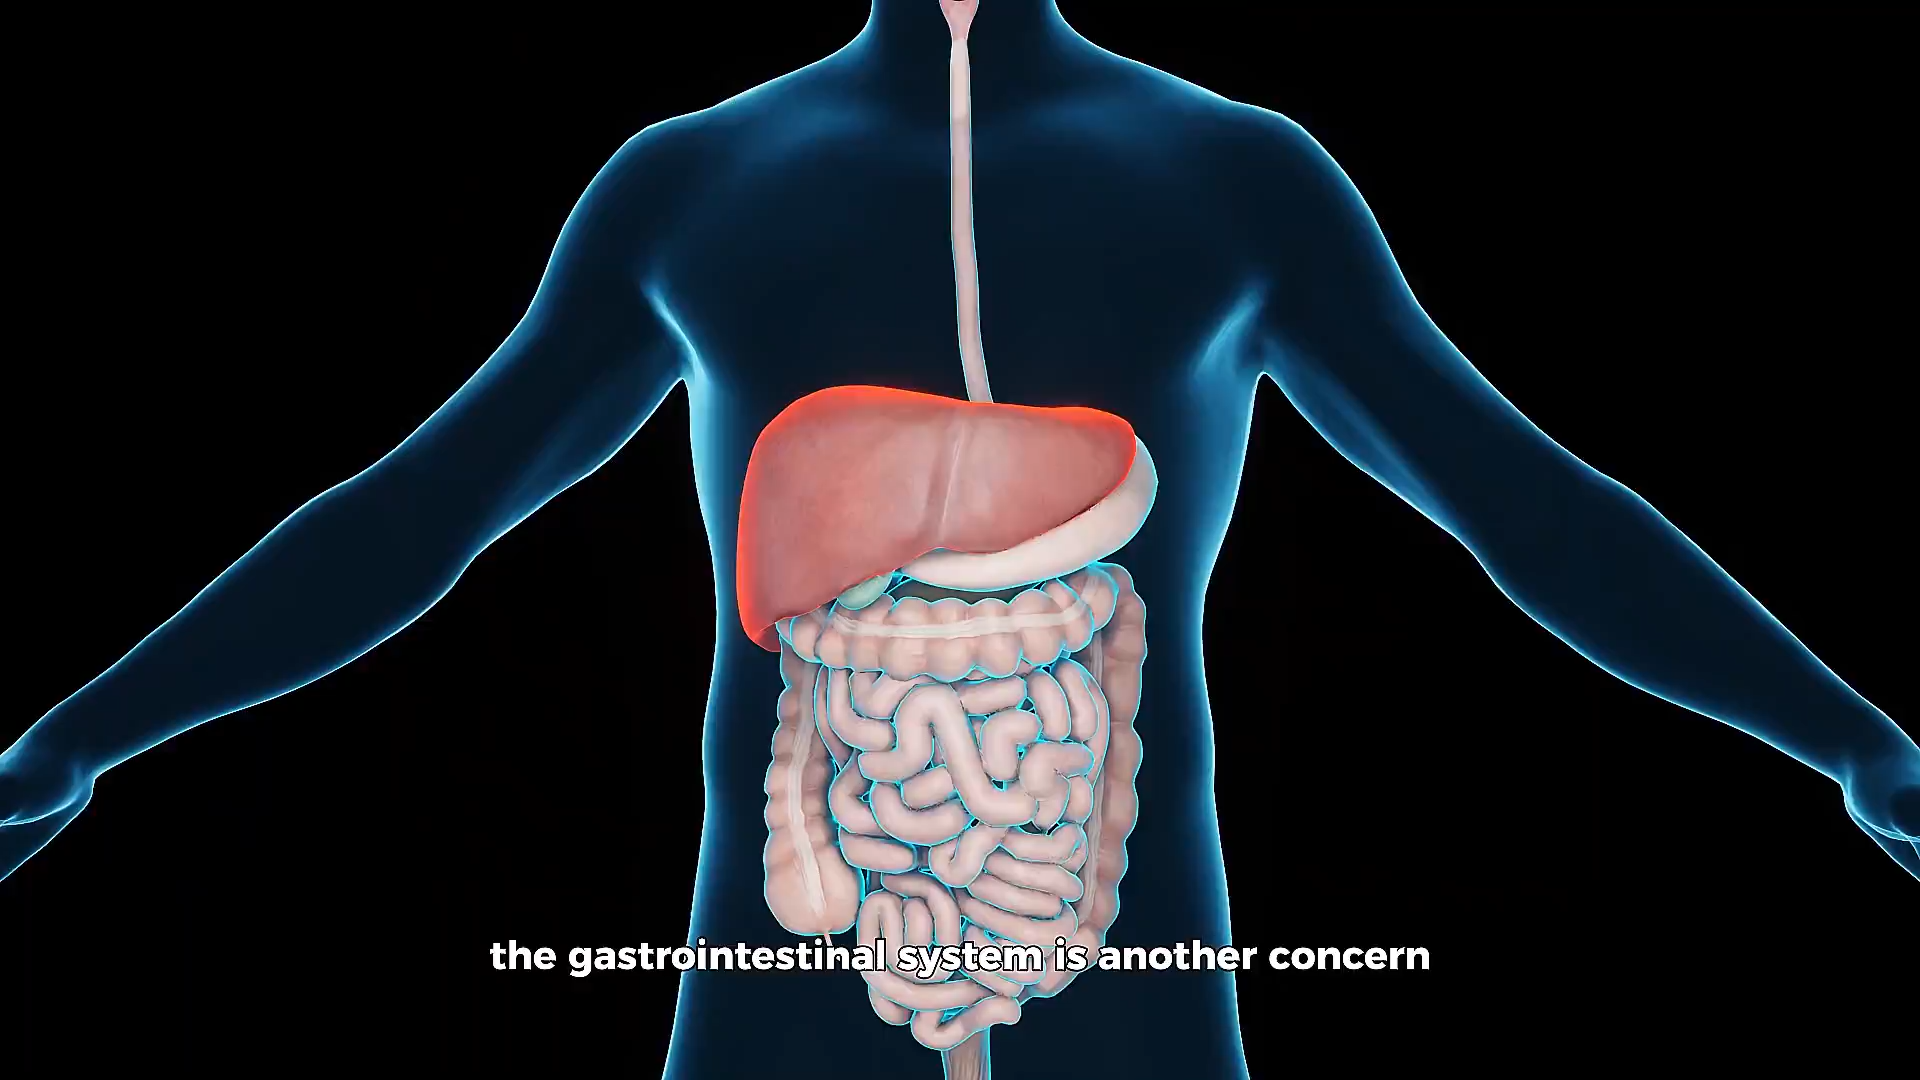 the gastrointestinal system is another concern